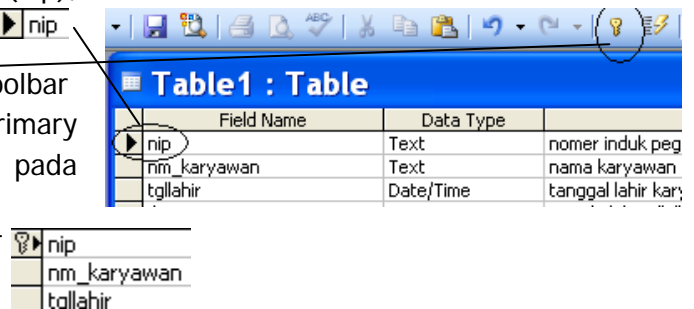 nip
oolbar
rimary
pada
Table1 : Table
Field Name Data Type
nip Text nomer induk peg
nm_karyawan Text nama karyawan
tgllahir Date/Time tanggal lahir kary
nip
nm_karyawan
tgllahir